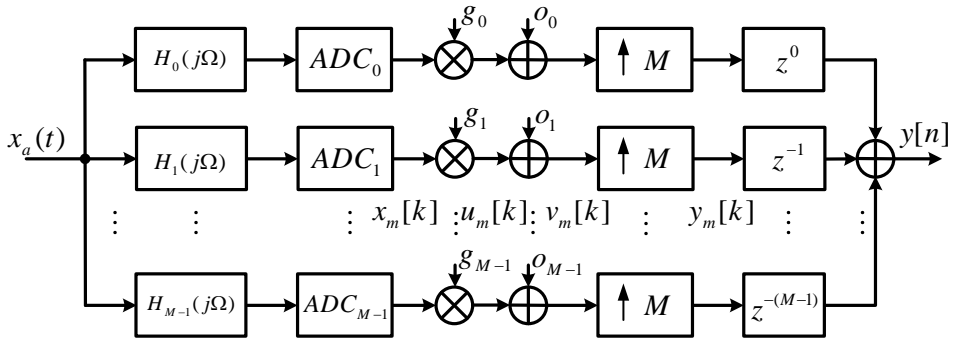 g_0 o_0
H_0(jΩ) ADC_0 ↑ M z^0
x_a(t) g_1 o_1 y[n]
H_1(jΩ) ADC_1 ↑ M z^{-1}
x_m[k] u_m[k] v_m[k] y_m[k]
g_{M-1} o_{M-1}
H_{M-1}(jΩ) ADC_{M-1} ↑ M z^{-(M-1)}